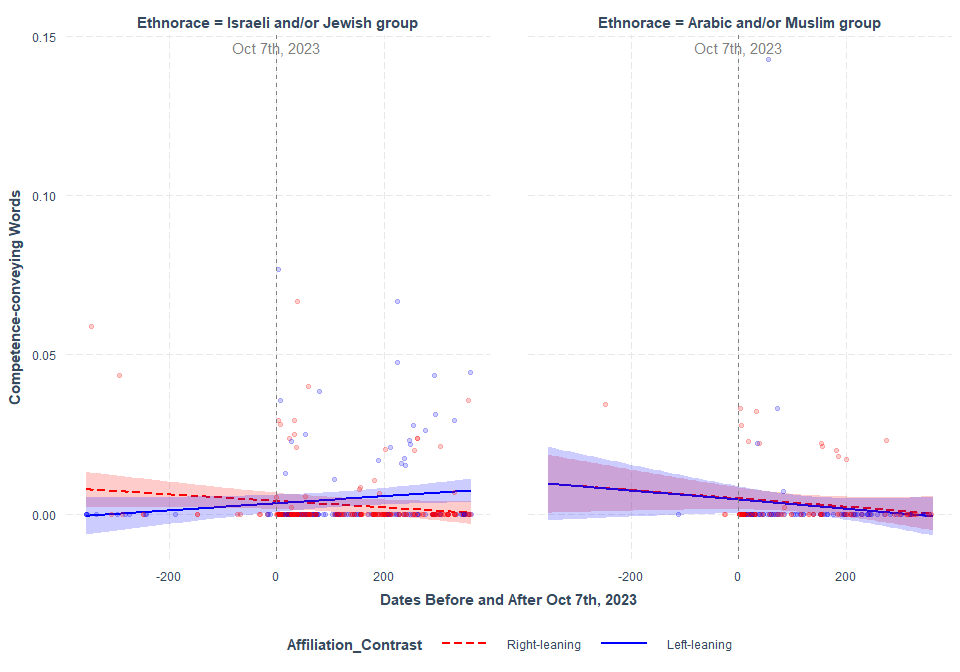 Ethnorace = Israeli and/or Jewish group
Ethnorace = Arabic and/or Muslim group
Oct 7th, 2023
Oct 7th, 2023
0.15
0.10
0.05
0.00
Competence-conveying Words
-200
0
200
-200
0
200
Dates Before and After Oct 7th, 2023
Affiliation_Contrast
Right-leaning
Left-leaning